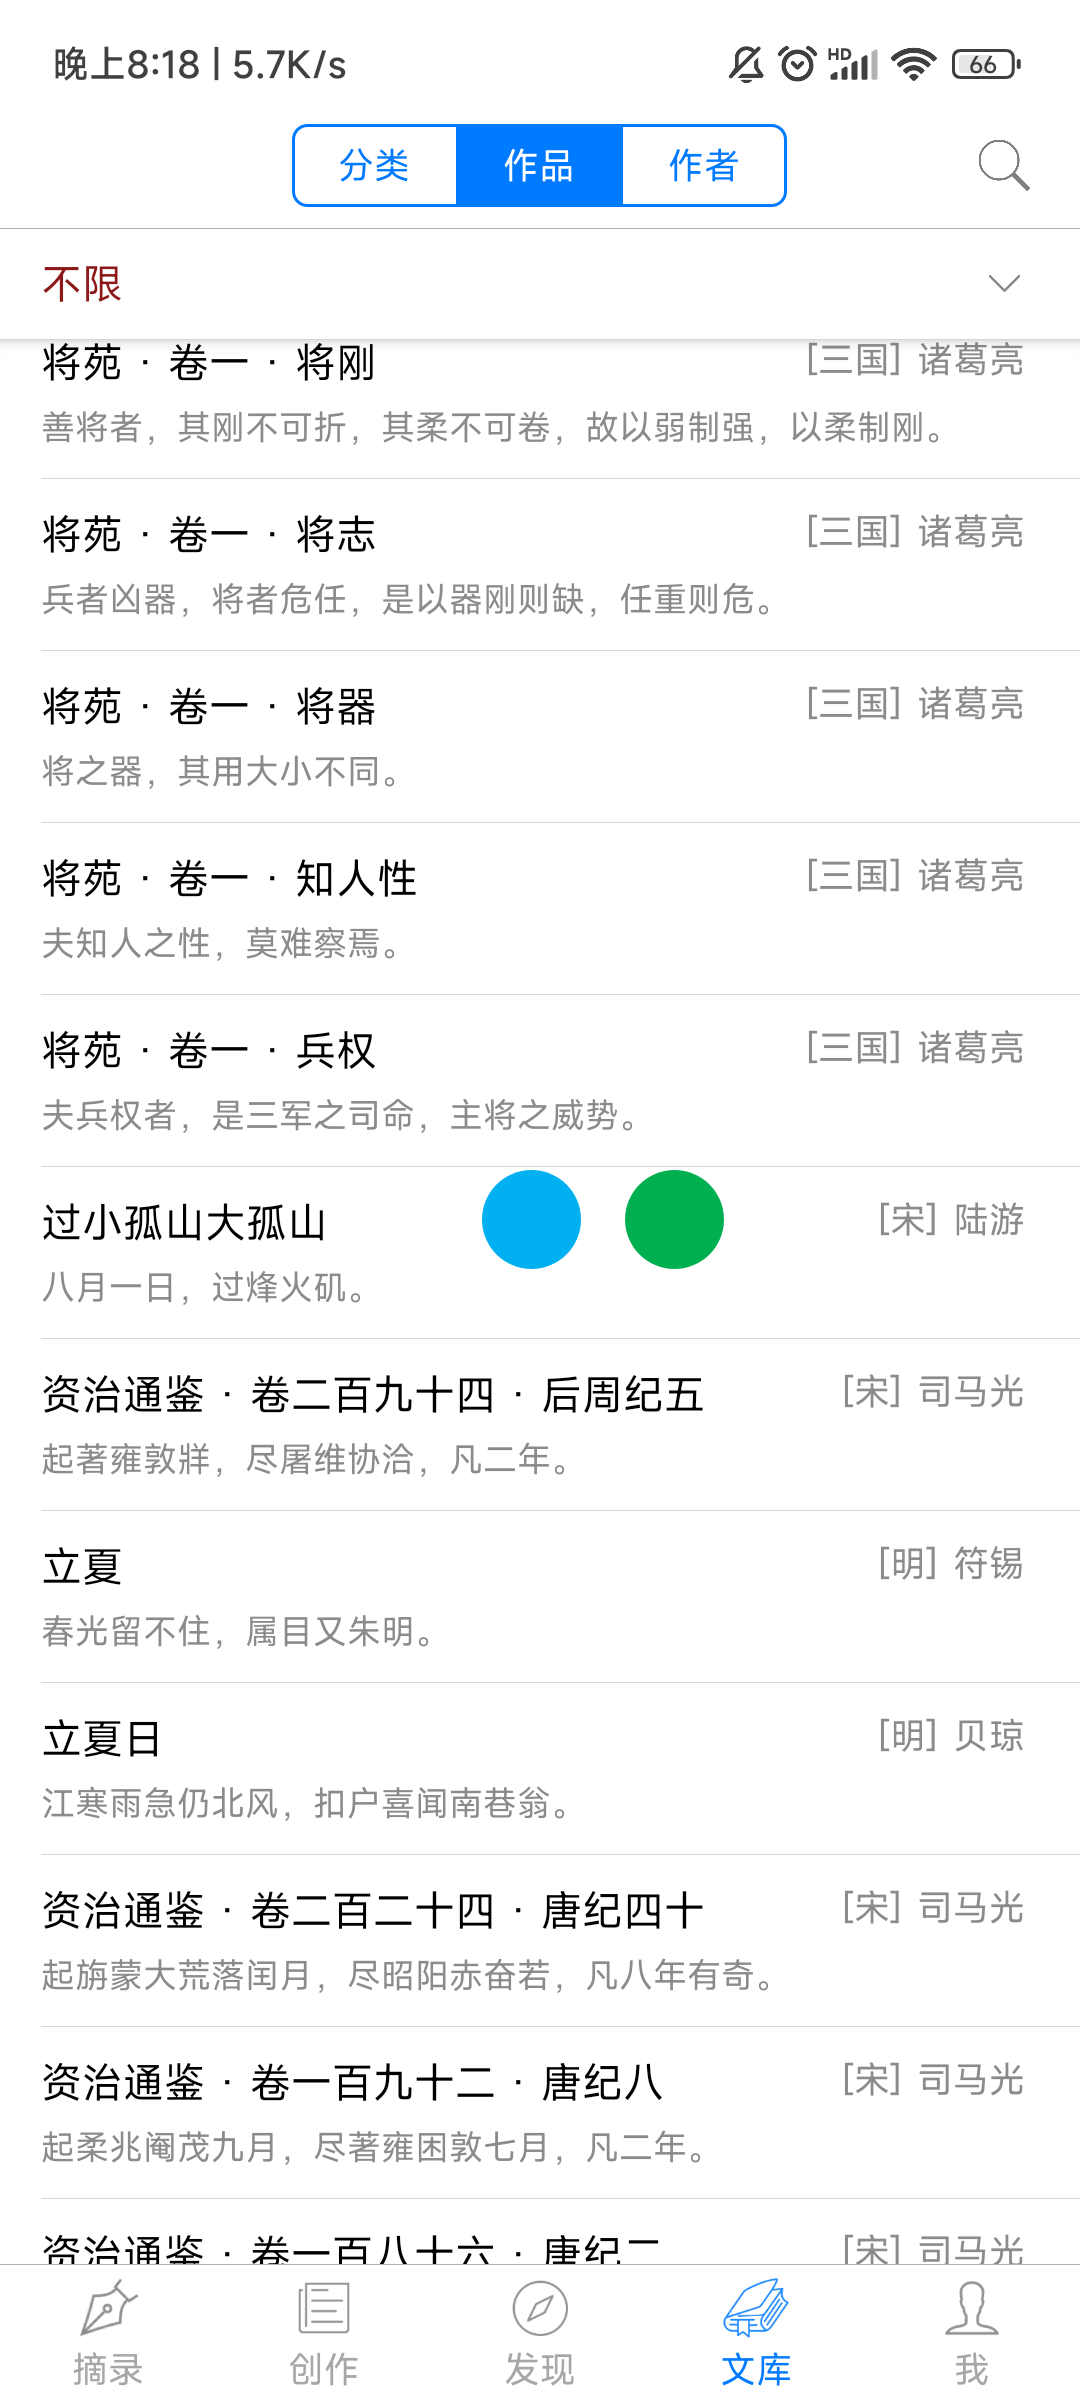 晚上8:18 | 5.7K/s
HD
66
分类
作品
作者
不限
将苑 · 卷一 · 将刚
[三国] 诸葛亮
善将者，其刚不可折，其柔不可卷，故以弱制强，以柔制刚。
将苑 · 卷一 · 将志
[三国] 诸葛亮
兵者凶器，将者危任，是以器刚则缺，任重则危。
将苑 · 卷一 · 将器
[三国] 诸葛亮
将之器，其用大小不同。
将苑 · 卷一 · 知人性
[三国] 诸葛亮
夫知人之性，莫难察焉。
将苑 · 卷一 · 兵权
[三国] 诸葛亮
夫兵权者，是三军之司命，主将之威势。
过小孤山大孤山
[宋] 陆游
八月一日，过烽火矶。
资治通鉴 · 卷二百九十四 · 后周纪五
[宋] 司马光
起著雍敦牂，尽屠维协洽，凡二年。
立夏
[明] 符锡
春光留不住，属目又朱明。
立夏日
[明] 贝琼
江寒雨急仍北风，扣户喜闻南巷翁。
资治通鉴 · 卷二百二十四 · 唐纪四十
[宋] 司马光
起旃蒙大荒落闰月，尽昭阳赤奋若，凡八年有奇。
资治通鉴 · 卷一百九十二 · 唐纪八
[宋] 司马光
起柔兆阉茂九月，尽著雍困敦七月，凡二年。
资治通鉴 · 卷一百八十六 · 唐纪二
[宋] 司马光
摘录
创作
发现
文库
我